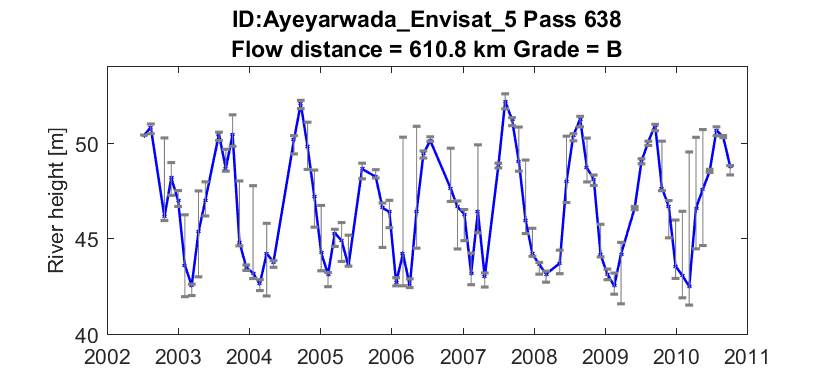 ID:Ayeyarwada_Envisat_5 Pass 638
Flow distance = 610.8 km Grade = B
River height [m]
50
45
40
2002 2003 2004 2005 2006 2007 2008 2009 2010 2011